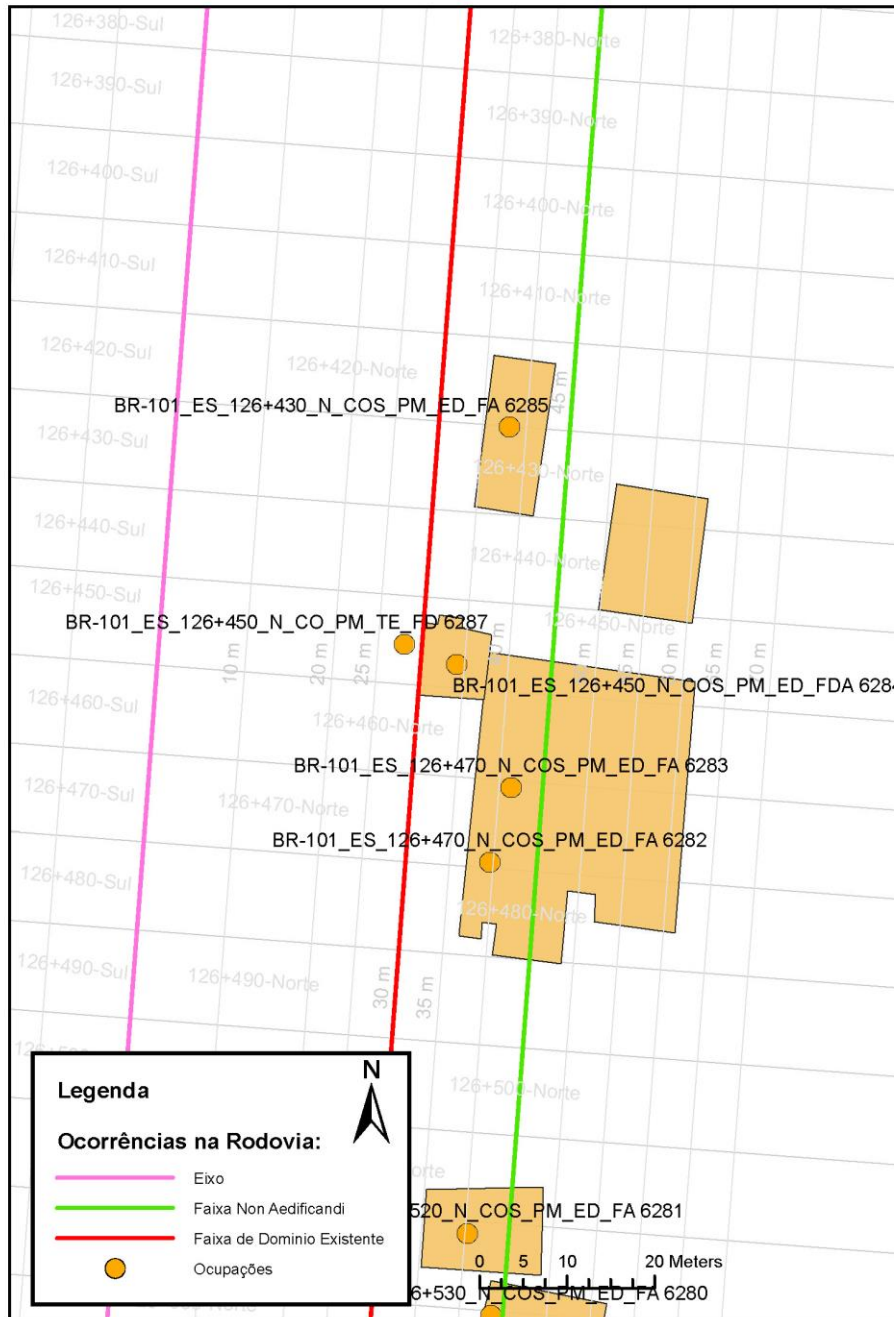 126+380-Sul
126+380-Norte
126+390-Sul
126+390-Norte
126+400-Sul
126+400-Norte
126+410-Sul
126+410-Norte
126+420-Sul
126+420-Norte
45 m
BR-101_ES_126+430_N_COS_PM_ED_FA 6285
126+430-Sul
126+430-Norte
126+440-Sul
126+440-Norte
126+450-Sul
126+450-Norte
BR-101_ES_126+450_N_CO_PM_TE_FD 6287
10 m
20 m
25 m
BR-101_ES_126+450_N_COS_PM_ED_FDA 6284
126+460-Sul
126+460-Norte
BR-101_ES_126+470_N_COS_PM_ED_FA 6283
126+470-Sul
126+470-Norte
BR-101_ES_126+470_N_COS_PM_ED_FA 6282
126+480-Sul
126+480-Norte
126+490-Sul
126+490-Norte
30 m
35 m
126+500-Norte
Legenda
N
Ocorrências na Rodovia:
Eixo
Faixa Non Aedificandi
Faixa de Dominio Existente
Ocupações
520_N_COS_PM_ED_FA 6281
0 5 10 20 Meters
6+530_N_COS_PM_ED_FA 6280